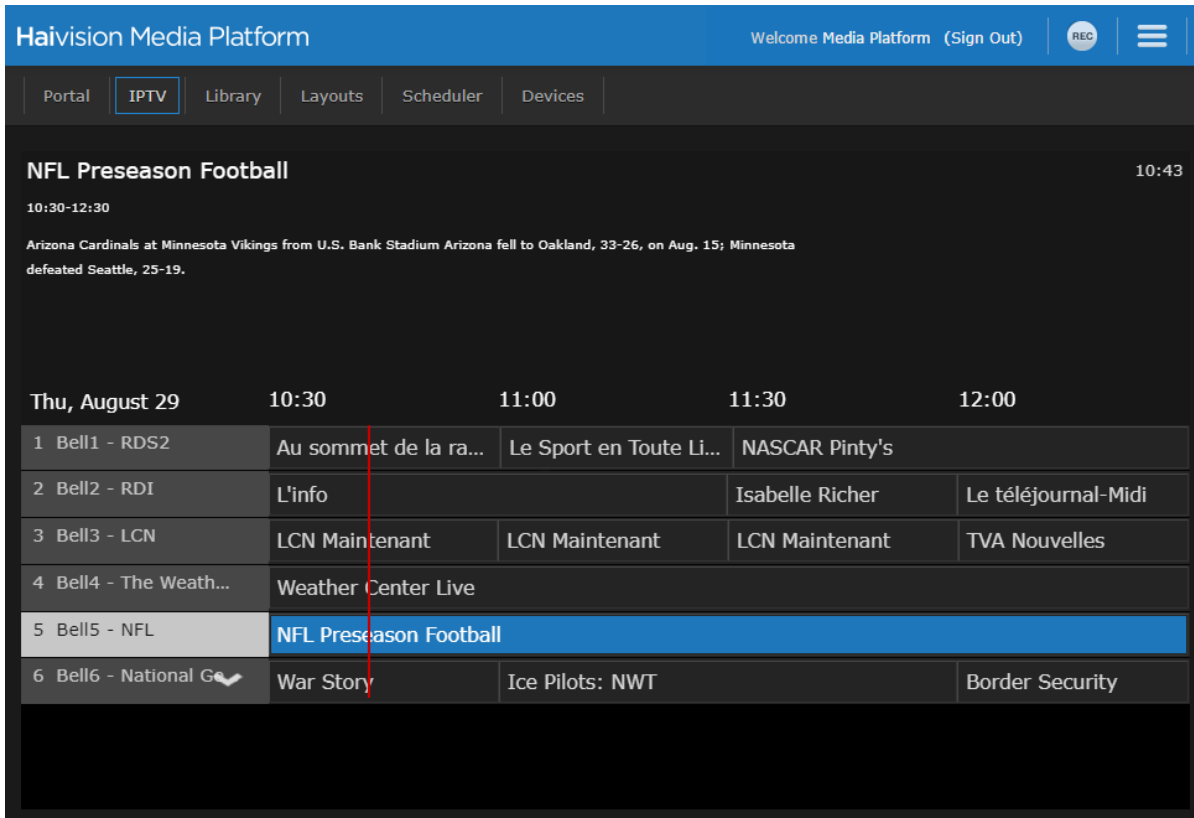 Haivision Media Platform
Welcome Media Platform (Sign Out)
REC
Portal IPTV Library Layouts Scheduler Devices
NFL Preseason Football 10:43
10:30-12:30
Arizona Cardinals at Minnesota Vikings from U.S. Bank Stadium Arizona fell to Oakland, 33-26, on Aug. 15; Minnesota
defeated Seattle, 25-19.
Thu, August 29 10:30 11:00 11:30 12:00
1 Bell1 - RDS2 Au sommet de la ra... Le Sport en Toute Li... NASCAR Pinty's
2 Bell2 - RDI L'info Isabelle Richer Le téléjournal-Midi
3 Bell3 - LCN LCN Maintenant LCN Maintenant LCN Maintenant TVA Nouvelles
4 Bell4 - The Weath... Weather Center Live
5 Bell5 - NFL NFL Preseason Football
6 Bell6 - National War Story Ice Pilots: NWT Border Security